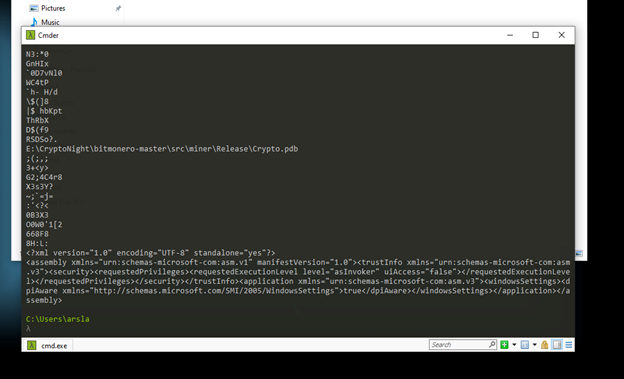 Pictures
Music
Cmder
N3:*0
GnHIx
`0D7vNl0
WC4tP
`h- H/d
\$(]8
|$ hbKpt
ThRbX
D$(f9
RSDSo?.
E:\CryptoNight\bitmonero-master\src\miner\Release\Crypto.pdb
;(;,;
3+<y>
G2;4C4r8
X3s3Y?
~;`=j=
:'<?<
0B3X3
O0W0'1[2
668F8
8H:L:
<?xml version="1.0" encoding="UTF-8" standalone="yes"?>
<assembly xmlns="urn:schemas-microsoft-com:asm.v1" manifestVersion="1.0"><trustInfo xmlns="urn:schemas-microsoft-com:asm
.v3"><security><requestedPrivileges><requestedExecutionLevel level="asInvoker" uiAccess="false"></requestedExecutionLeve
l></requestedPrivileges></security></trustInfo><application xmlns="urn:schemas-microsoft-com:asm.v3"><windowsSettings><d
piAware xmlns="http://schemas.microsoft.com/SMI/2005/WindowsSettings">true</dpiAware></windowsSettings></application></a
ssembly>
C:\Users\arsla
λ
cmd.exe
Search